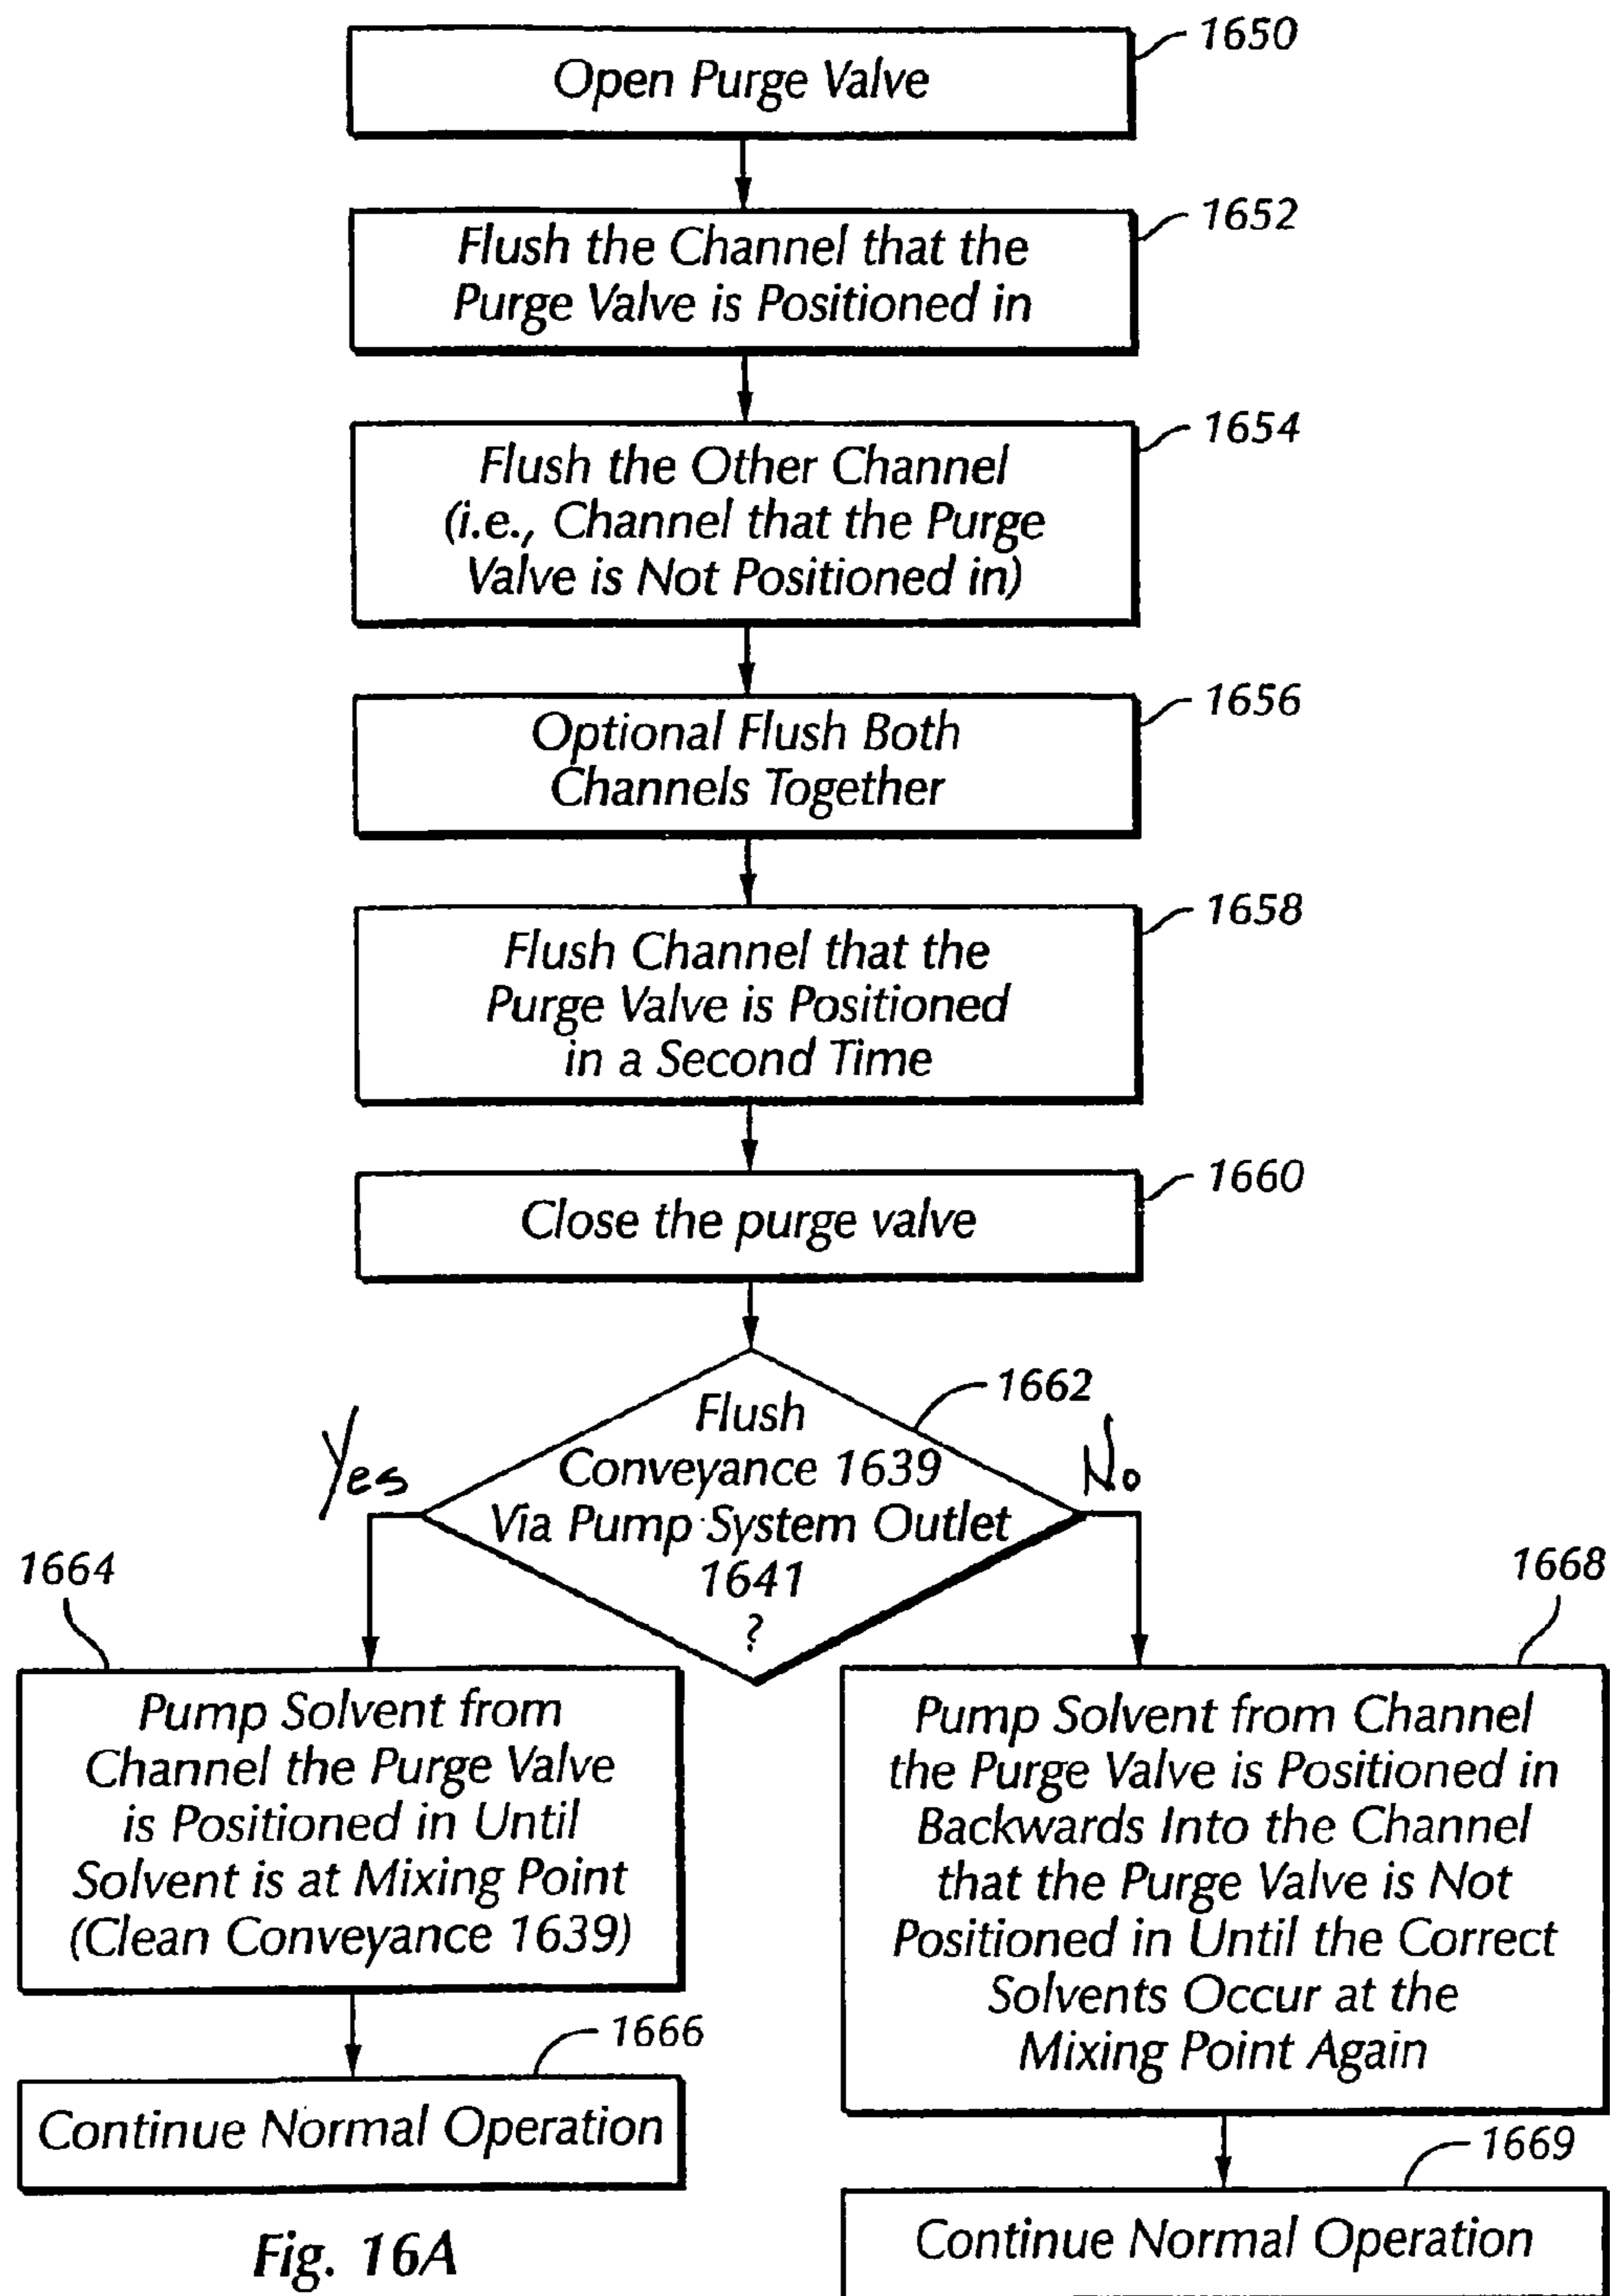 1650
Open Purge Valve
1652
Flush the Channel that the
Purge Valve is Positioned in
1654
Flush the Other Channel
(i.e., Channel that the Purge
Valve is Not Positioned in)
1656
Optional Flush Both
Channels Together
1658
Flush Channel that the
Purge Valve is Positioned
in a Second Time
1660
Close the purge valve
1662
Flush
Conveyance 1639
Via Pump System Outlet
1641
?
Yes
No
1664
Pump Solvent from
Channel the Purge Valve
is Positioned in Until
Solvent is at Mixing Point
(Clean Conveyance 1639)
1666
Continue Normal Operation
1668
Pump Solvent from Channel
the Purge Valve is Positioned in
Backwards Into the Channel
that the Purge Valve is Not
Positioned in Until the Correct
Solvents Occur at the
Mixing Point Again
1669
Continue Normal Operation
Fig. 16A